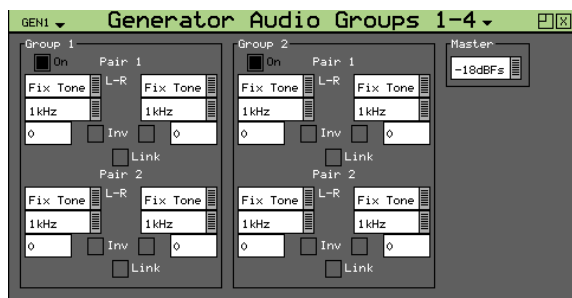 GEN1 Generator Audio Groups 1-4
Group 1
On Pair 1
Fix Tone L-R Fix Tone
1kHz 1kHz
0 Inv 0
Link
Pair 2
Fix Tone L-R Fix Tone
1kHz 1kHz
0 Inv 0
Link
Group 2
On Pair 1
Fix Tone L-R Fix Tone
1kHz 1kHz
0 Inv 0
Link
Pair 2
Fix Tone L-R Fix Tone
1kHz 1kHz
0 Inv 0
Link
Master
-18dBFs